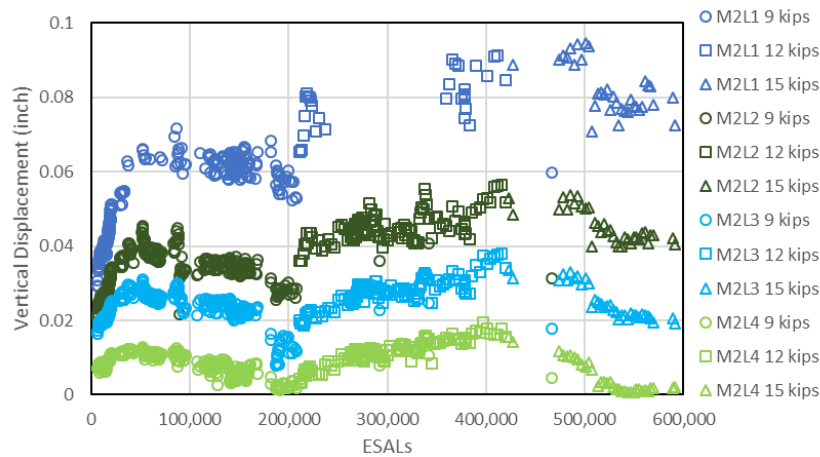 0.1
0.08
0.06
0.04
0.02
0
Vertical Displacement (inch)
0
100,000
200,000
300,000
400,000
500,000
600,000
ESALs
M2L1 9 kips
M2L1 12 kips
M2L1 15 kips
M2L2 9 kips
M2L2 12 kips
M2L2 15 kips
M2L3 9 kips
M2L3 12 kips
M2L3 15 kips
M2L4 9 kips
M2L4 12 kips
M2L4 15 kips